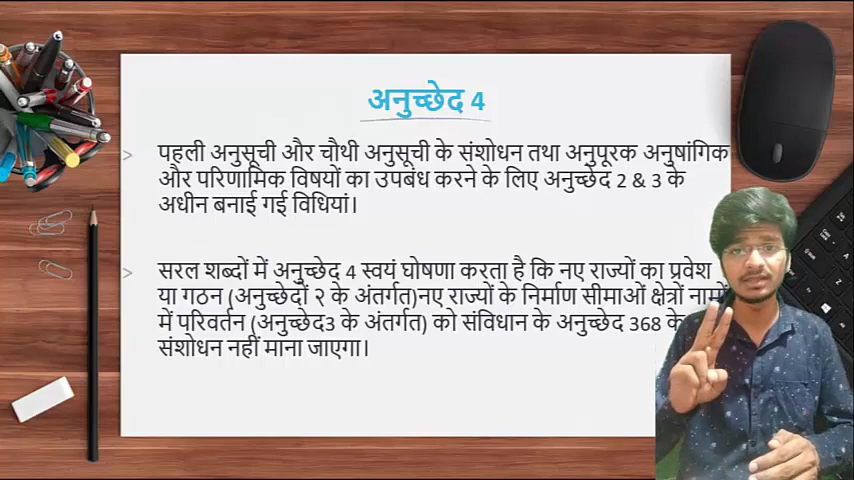 अनुच्छेद 4
पहली अनुसूची और चौथी अनुसूची के संशोधन तथा अनुपूरक अनुषांगिक
और परिणामिक विषयों का उपबंध करने के लिए अनुच्छेद 2 & 3 के
अधीन बनाई गई विधियां।
सरल शब्दों में अनुच्छेद 4 स्वयं घोषणा करता है कि नए राज्यों का प्रवेश
या गठन (अनुच्छेदों २ के अंतर्गत)नए राज्यों के निर्माण सीमाओं क्षेत्रों नामों
में परिवर्तन (अनुच्छेद3 के अंतर्गत) को संविधान के अनुच्छेद 368 के
संशोधन नहीं माना जाएगा।